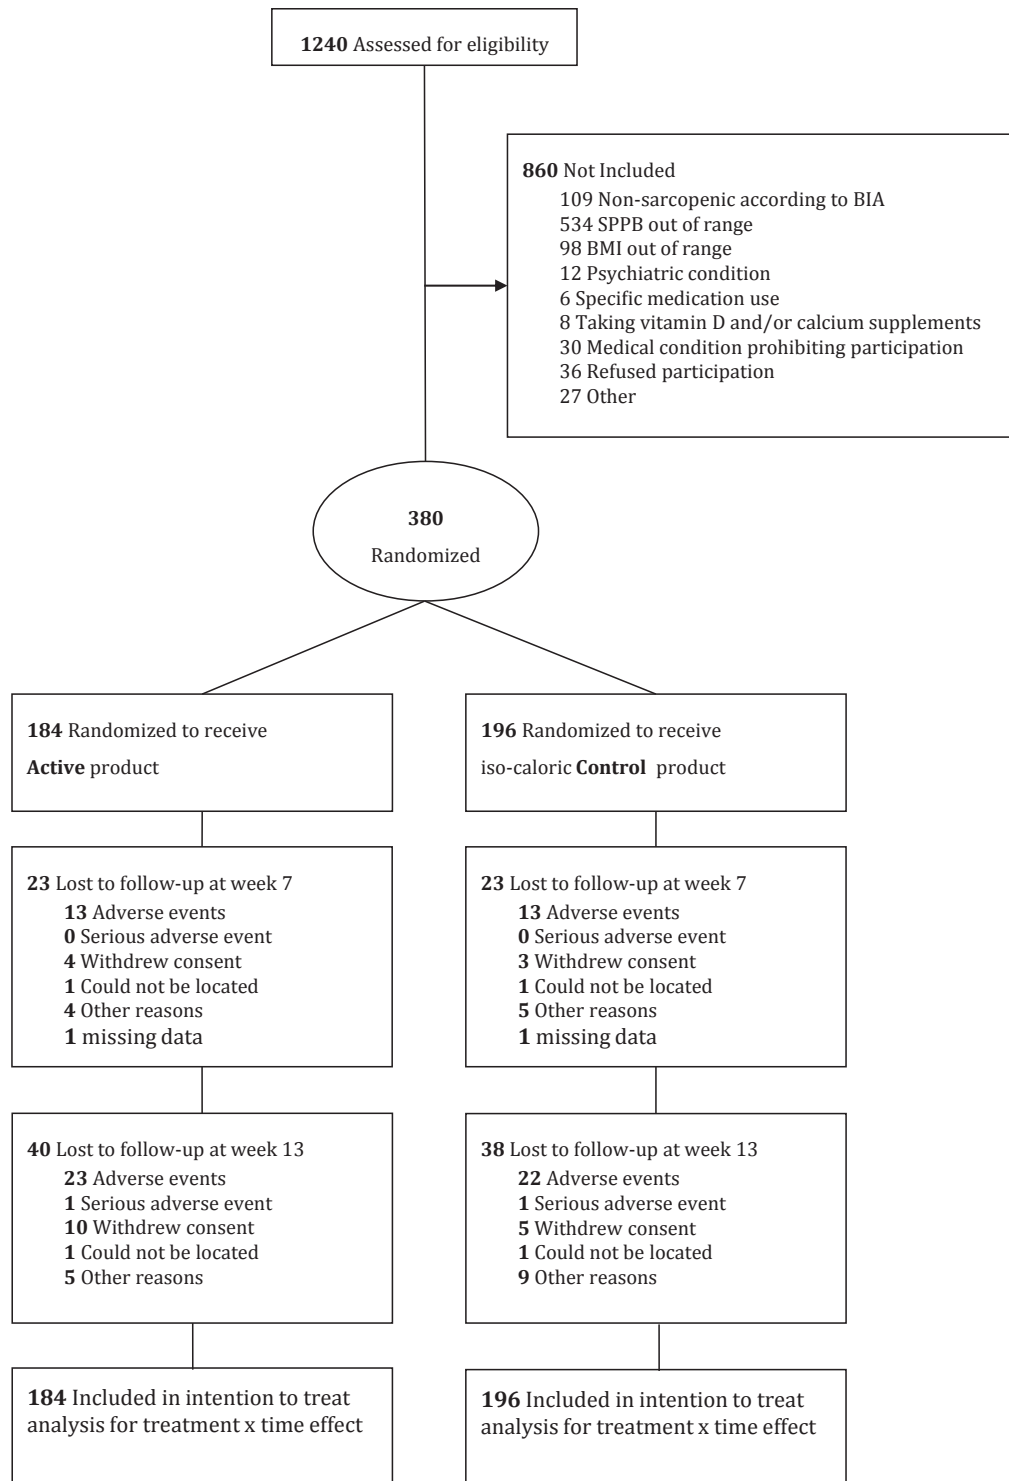 1240 Assessed for eligibility
860 Not Included
109 Non-sarcopenic according to BIA
534 SPPB out of range
98 BMI out of range
12 Psychiatric condition
6 Specific medication use
8 Taking vitamin D and/or calcium supplements
30 Medical condition prohibiting participation
36 Refused participation
27 Other
380
Randomized
184 Randomized to receive
Active product
196 Randomized to receive
iso-caloric Control product
23 Lost to follow-up at week 7
13 Adverse events
0 Serious adverse event
4 Withdrew consent
1 Could not be located
4 Other reasons
1 missing data
23 Lost to follow-up at week 7
13 Adverse events
0 Serious adverse event
3 Withdrew consent
1 Could not be located
5 Other reasons
1 missing data
40 Lost to follow-up at week 13
23 Adverse events
1 Serious adverse event
10 Withdrew consent
1 Could not be located
5 Other reasons
38 Lost to follow-up at week 13
22 Adverse events
1 Serious adverse event
5 Withdrew consent
1 Could not be located
9 Other reasons
184 Included in intention to treat
analysis for treatment x time effect
196 Included in intention to treat
analysis for treatment x time effect